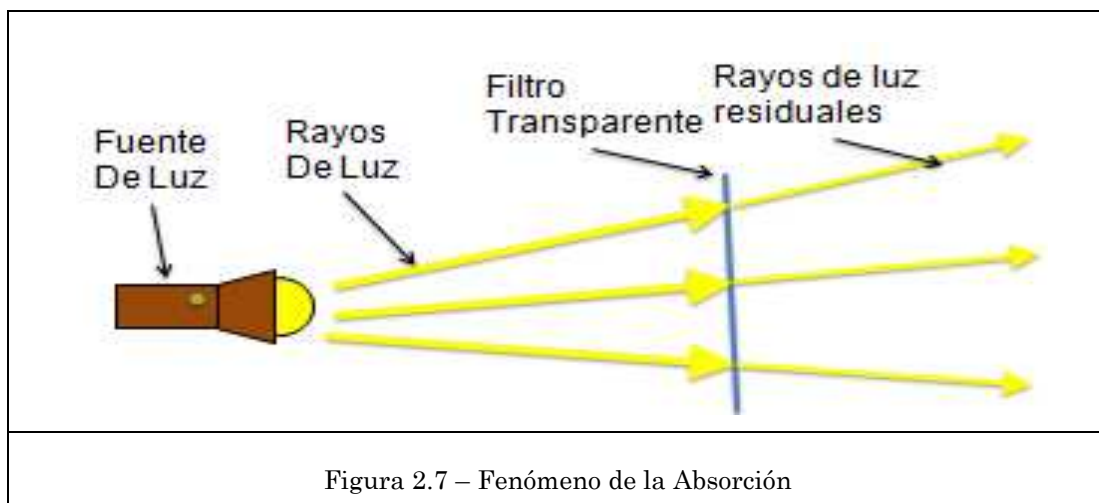 Fuente
De Luz
Rayos
De Luz
Filtro
Transparente
Rayos de luz
residuales
Figura 2.7 – Fenómeno de la Absorción